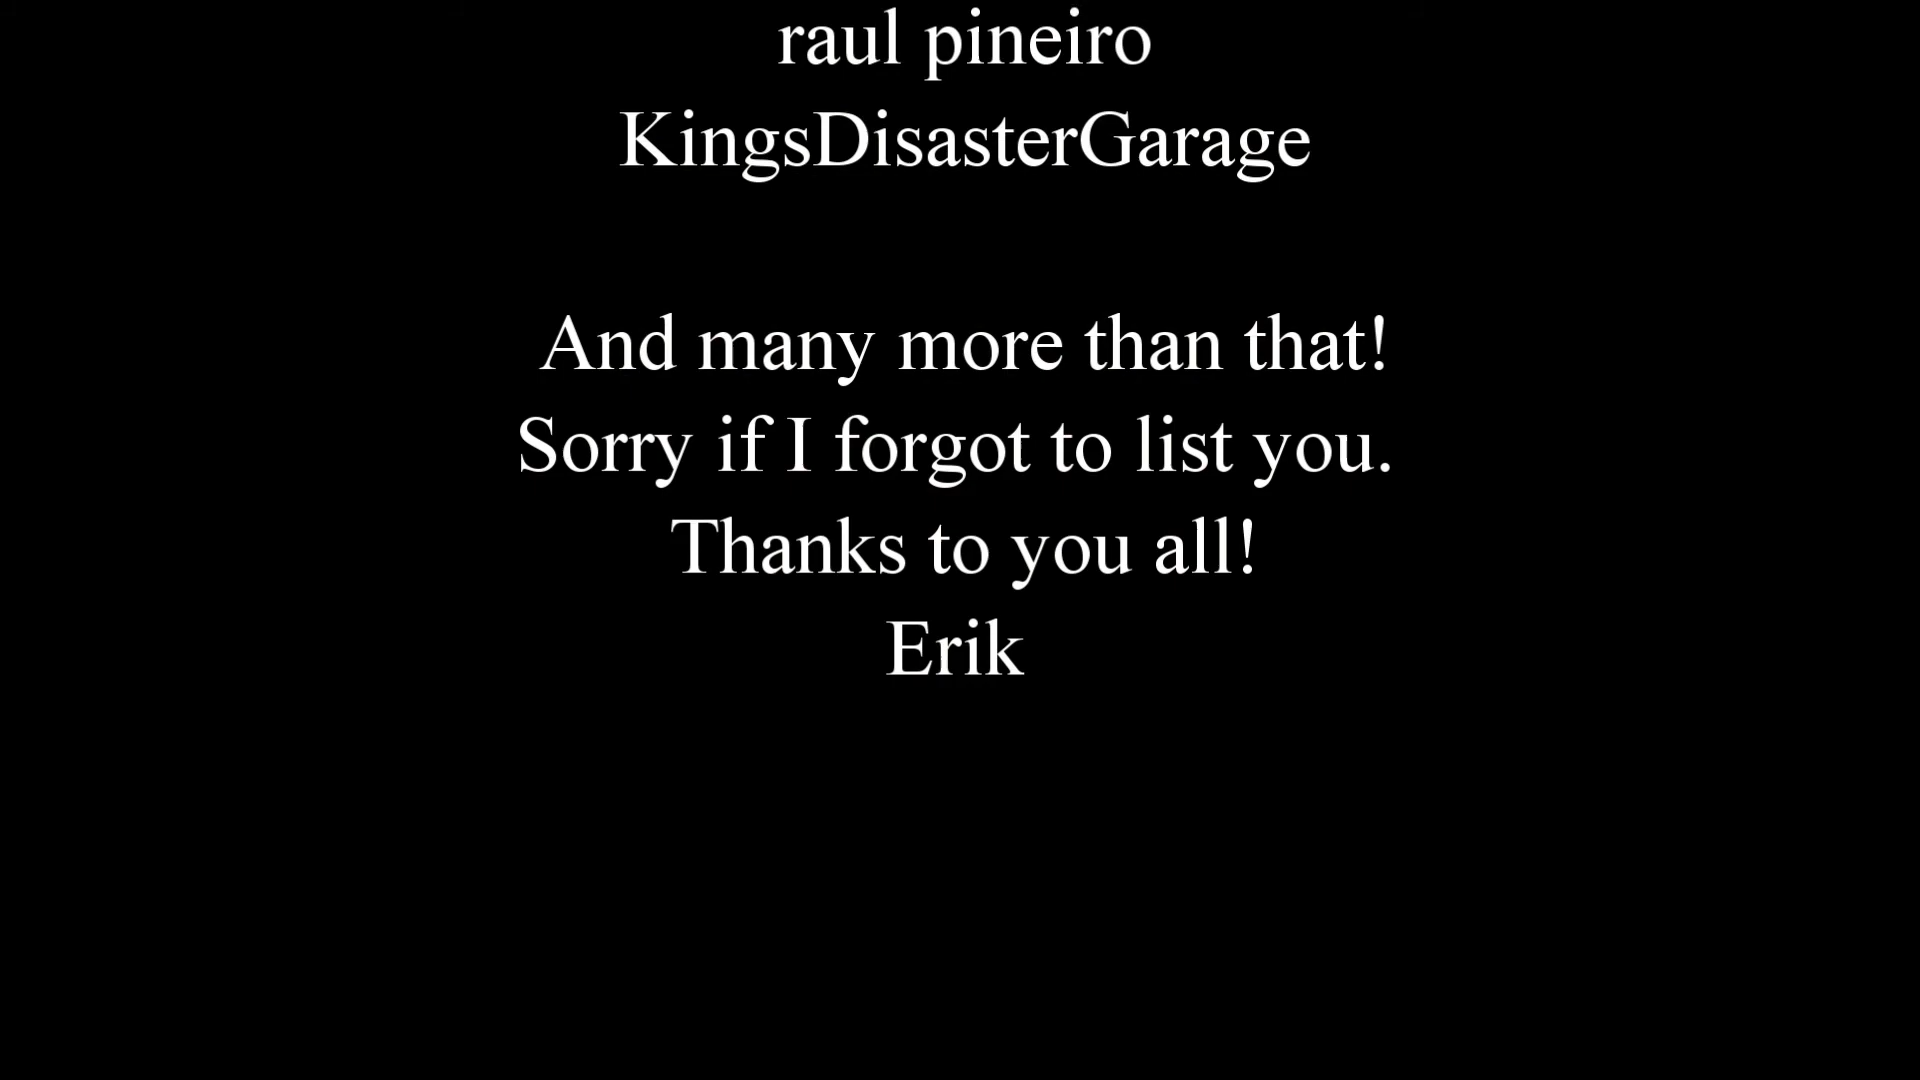 raul pineiro
KingsDisasterGarage
And many more than that!
Sorry if I forgot to list you.
Thanks to you all!
Erik